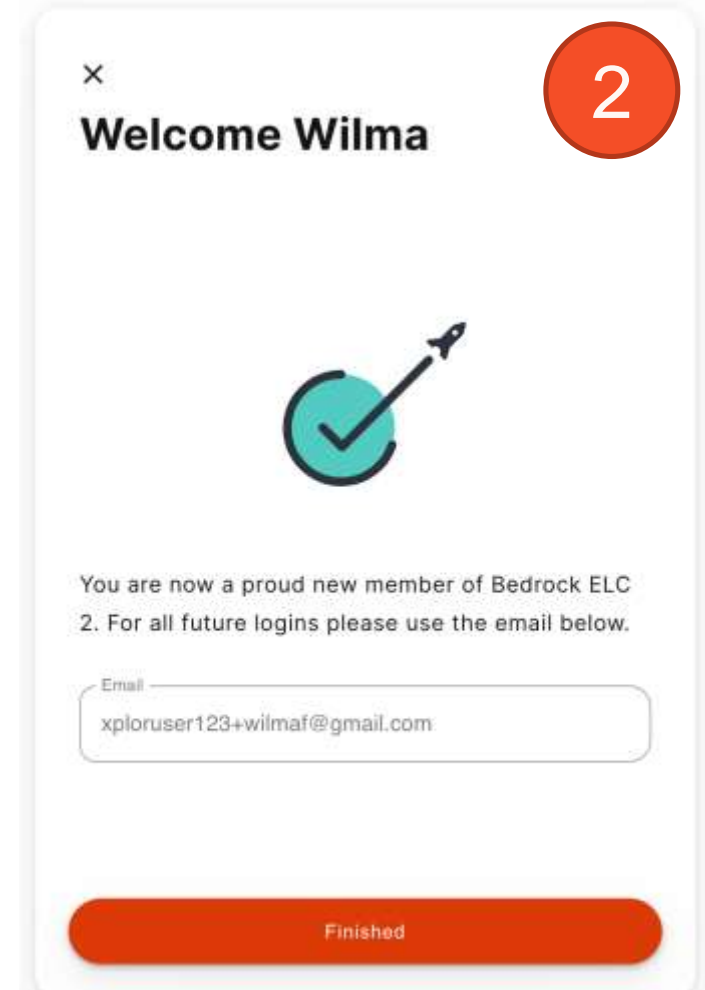 2
Welcome Wilma
You are now a proud new member of Bedrock ELC
2. For all future logins please use the email below.
Email
xploruser123+wilmaf@gmail.com
Finished